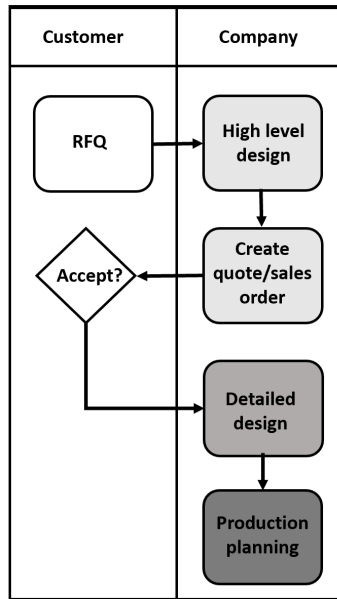 Customer
Company
RFQ
High level
design
Create
quote/sales
order
Accept?
Detailed
design
Production
planning